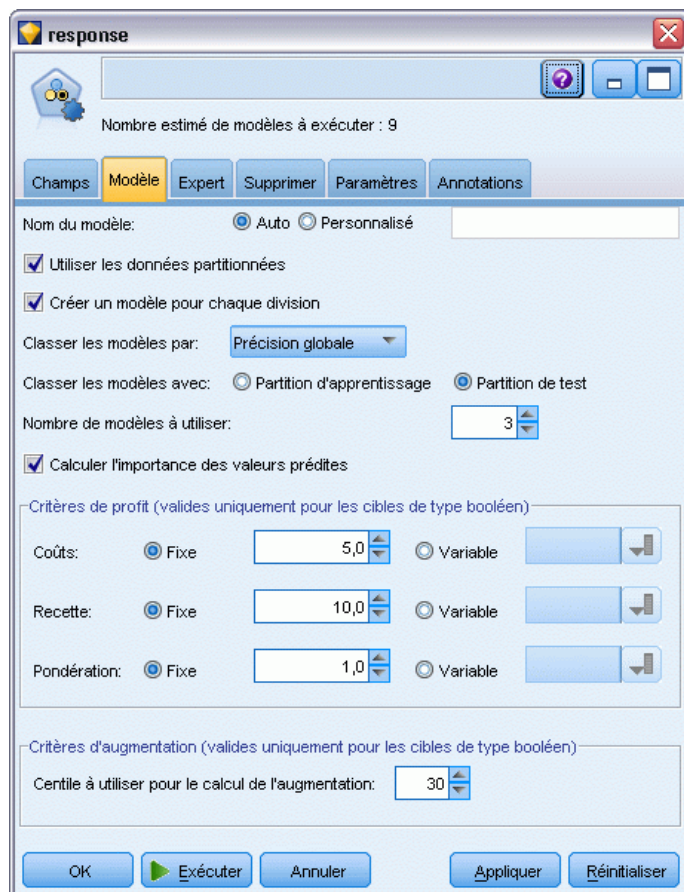 response
Nombre estimé de modèles à exécuter : 9
Champs Modèle Expert Supprimer Paramètres Annotations
Nom du modèle: Auto Personnalisé
Utiliser les données partitionnées
Créer un modèle pour chaque division
Classer les modèles par: Précision globale
Classer les modèles avec: Partition d'apprentissage Partition de test
Nombre de modèles à utiliser: 3
Calculer l'importance des valeurs prédites
Critères de profit (valides uniquement pour les cibles de type booléen)
Coûts: Fixe 5,0 Variable
Recette: Fixe 10,0 Variable
Pondération: Fixe 1,0 Variable
Critères d'augmentation (valides uniquement pour les cibles de type booléen)
Centile à utiliser pour le calcul de l'augmentation: 30
OK Exécuter Annuler Appliquer Réinitialiser